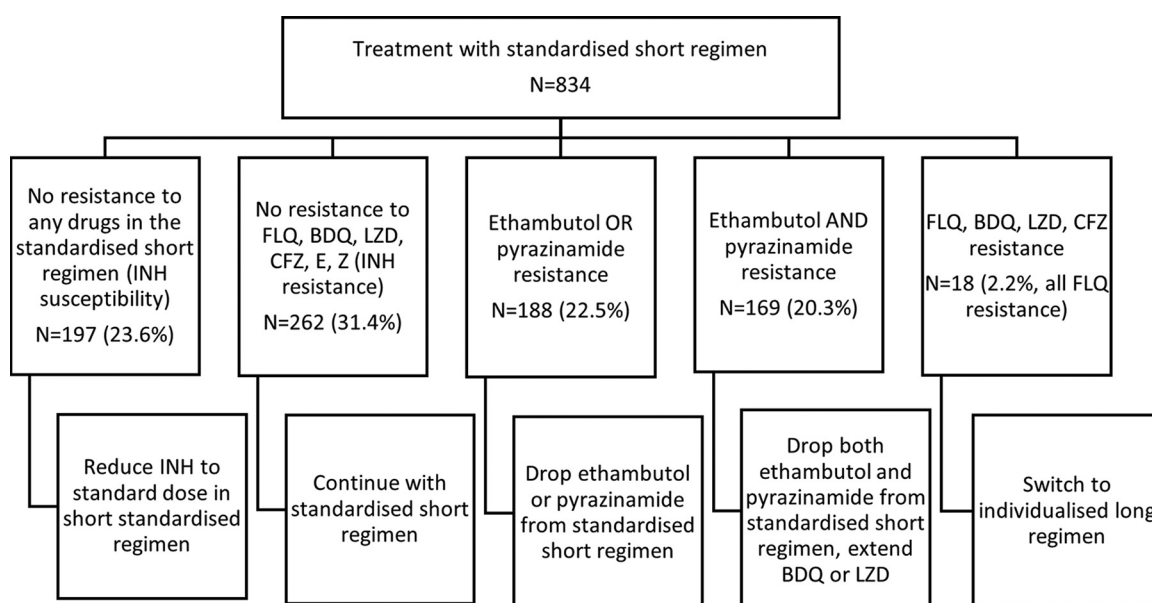 Treatment with standardised short regimen
N=834
No resistance to
any drugs in the
standardised short
regimen (INH
susceptibility)
N=197 (23.6%)
No resistance to
FLQ, BDQ, LZD,
CFZ, E, Z (INH
resistance)
N=262 (31.4%)
Ethambutol OR
pyrazinamide
resistance
N=188 (22.5%)
Ethambutol AND
pyrazinamide
resistance
N=169 (20.3%)
FLQ, BDQ, LZD, CFZ
resistance
N=18 (2.2%, all FLQ
resistance)
Reduce INH to
standard dose in
short standardised
regimen
Continue with
standardised short
regimen
Drop ethambutol
or pyrazinamide
from standardised
short regimen
Drop both
ethambutol and
pyrazinamide from
standardised short
regimen, extend
BDQ or LZD
Switch to
individualised long
regimen